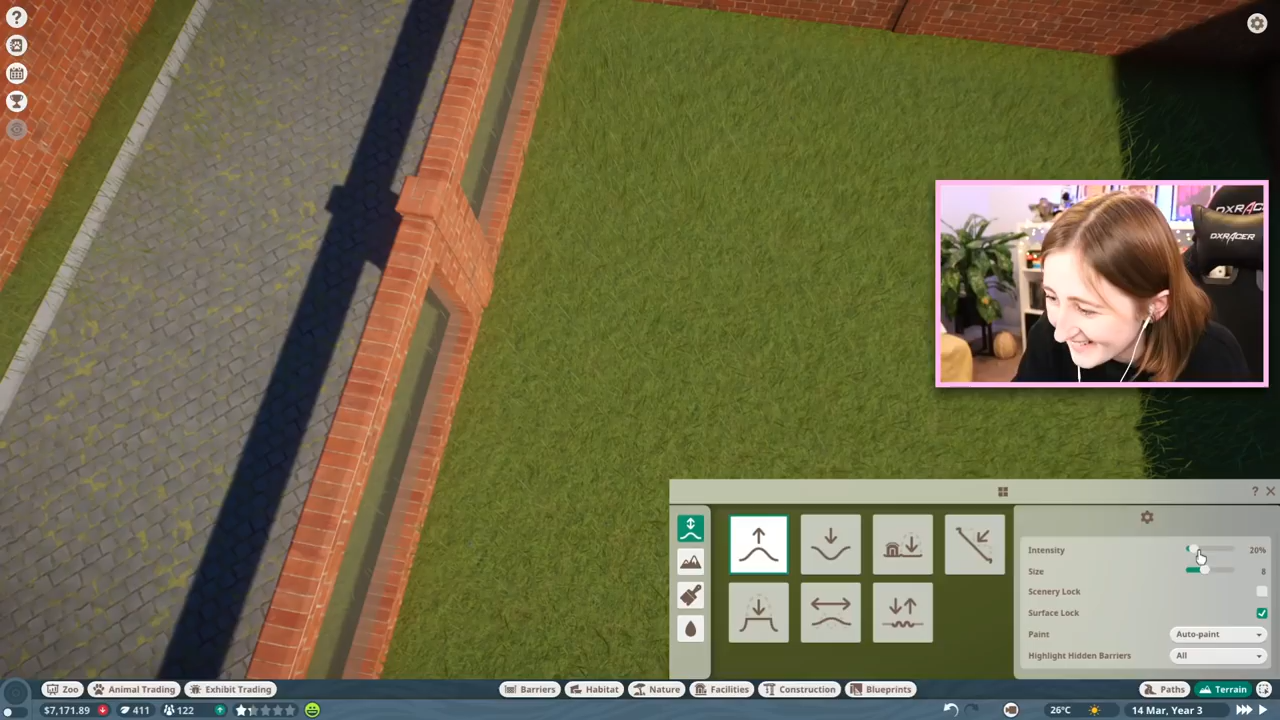 ?
DXRACER
DXRACER
? ×
Intensity 20%
Size 8
Scenery Lock
Surface Lock
Paint Auto-paint
Highlight Hidden Barriers All
Zoo Animal Trading Exhibit Trading Barriers Habitat Nature Facilities Construction Blueprints Paths Terrain
$7,171.89 411 122 26°C 14 Mar, Year 3